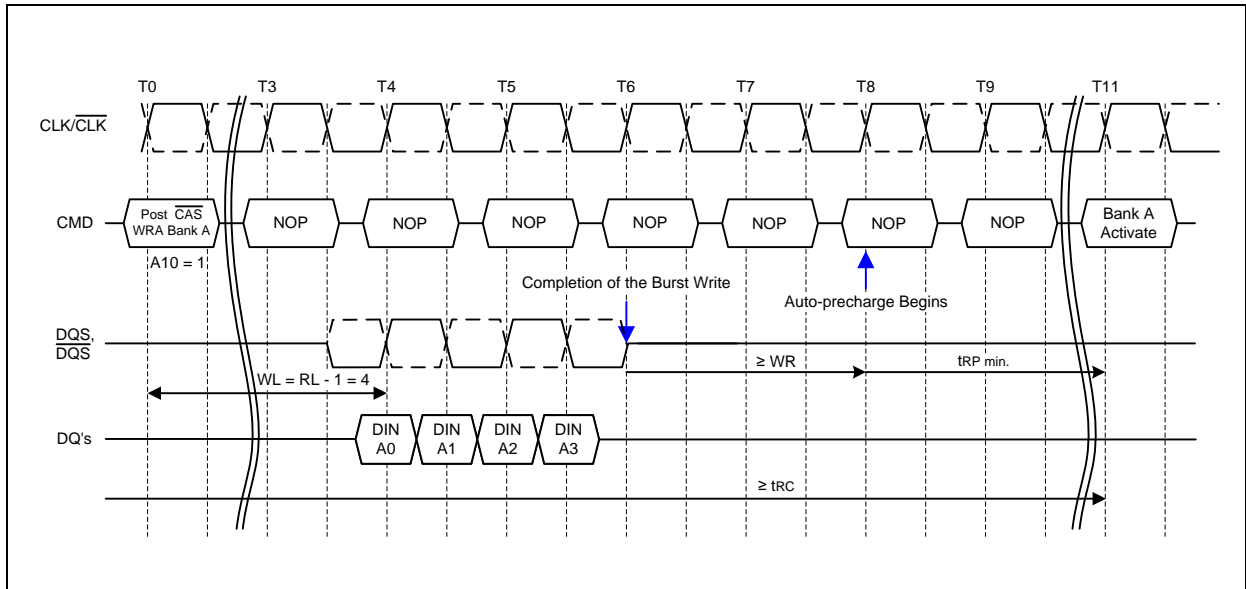 T0 T3 T4 T5 T6 T7 T8 T9 T11
CLK/CLK
CMD
Post CAS
WRA Bank A
NOP NOP NOP NOP NOP NOP NOP
Bank A
Activate
A10 = 1
Completion of the Burst Write
Auto-precharge Begins
DQS,
DQS
≥ WR
tRP min.
WL = RL - 1 = 4
DQ's
DIN
A0
DIN
A1
DIN
A2
DIN
A3
≥ tRC